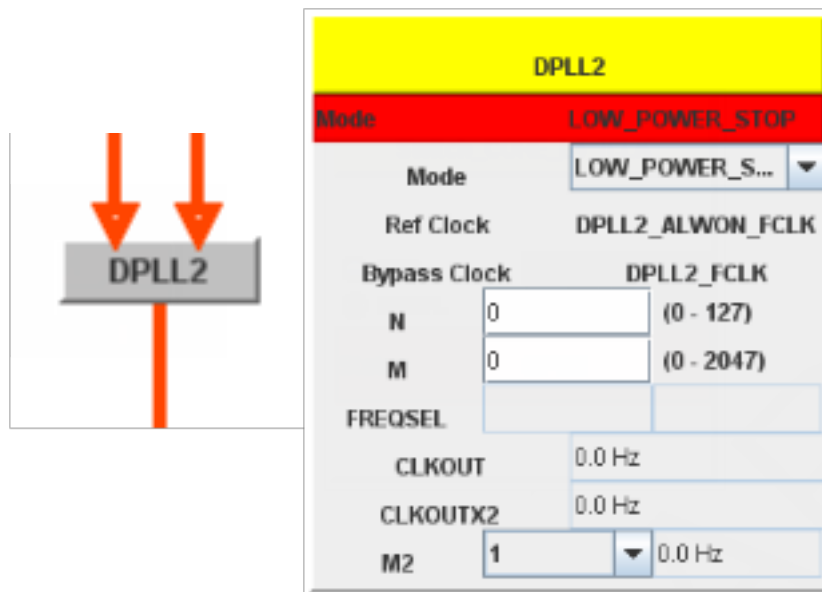 DPLL2
DPLL2
Mode LOW_POWER_STOP
Mode LOW_POWER_S...
Ref Clock DPLL2_ALWON_FCLK
Bypass Clock DPLL2_FCLK
N 0 (0 - 127)
M 0 (0 - 2047)
FREQSEL
CLKOUT 0.0 Hz
CLKOUTX2 0.0 Hz
M2 1 0.0 Hz